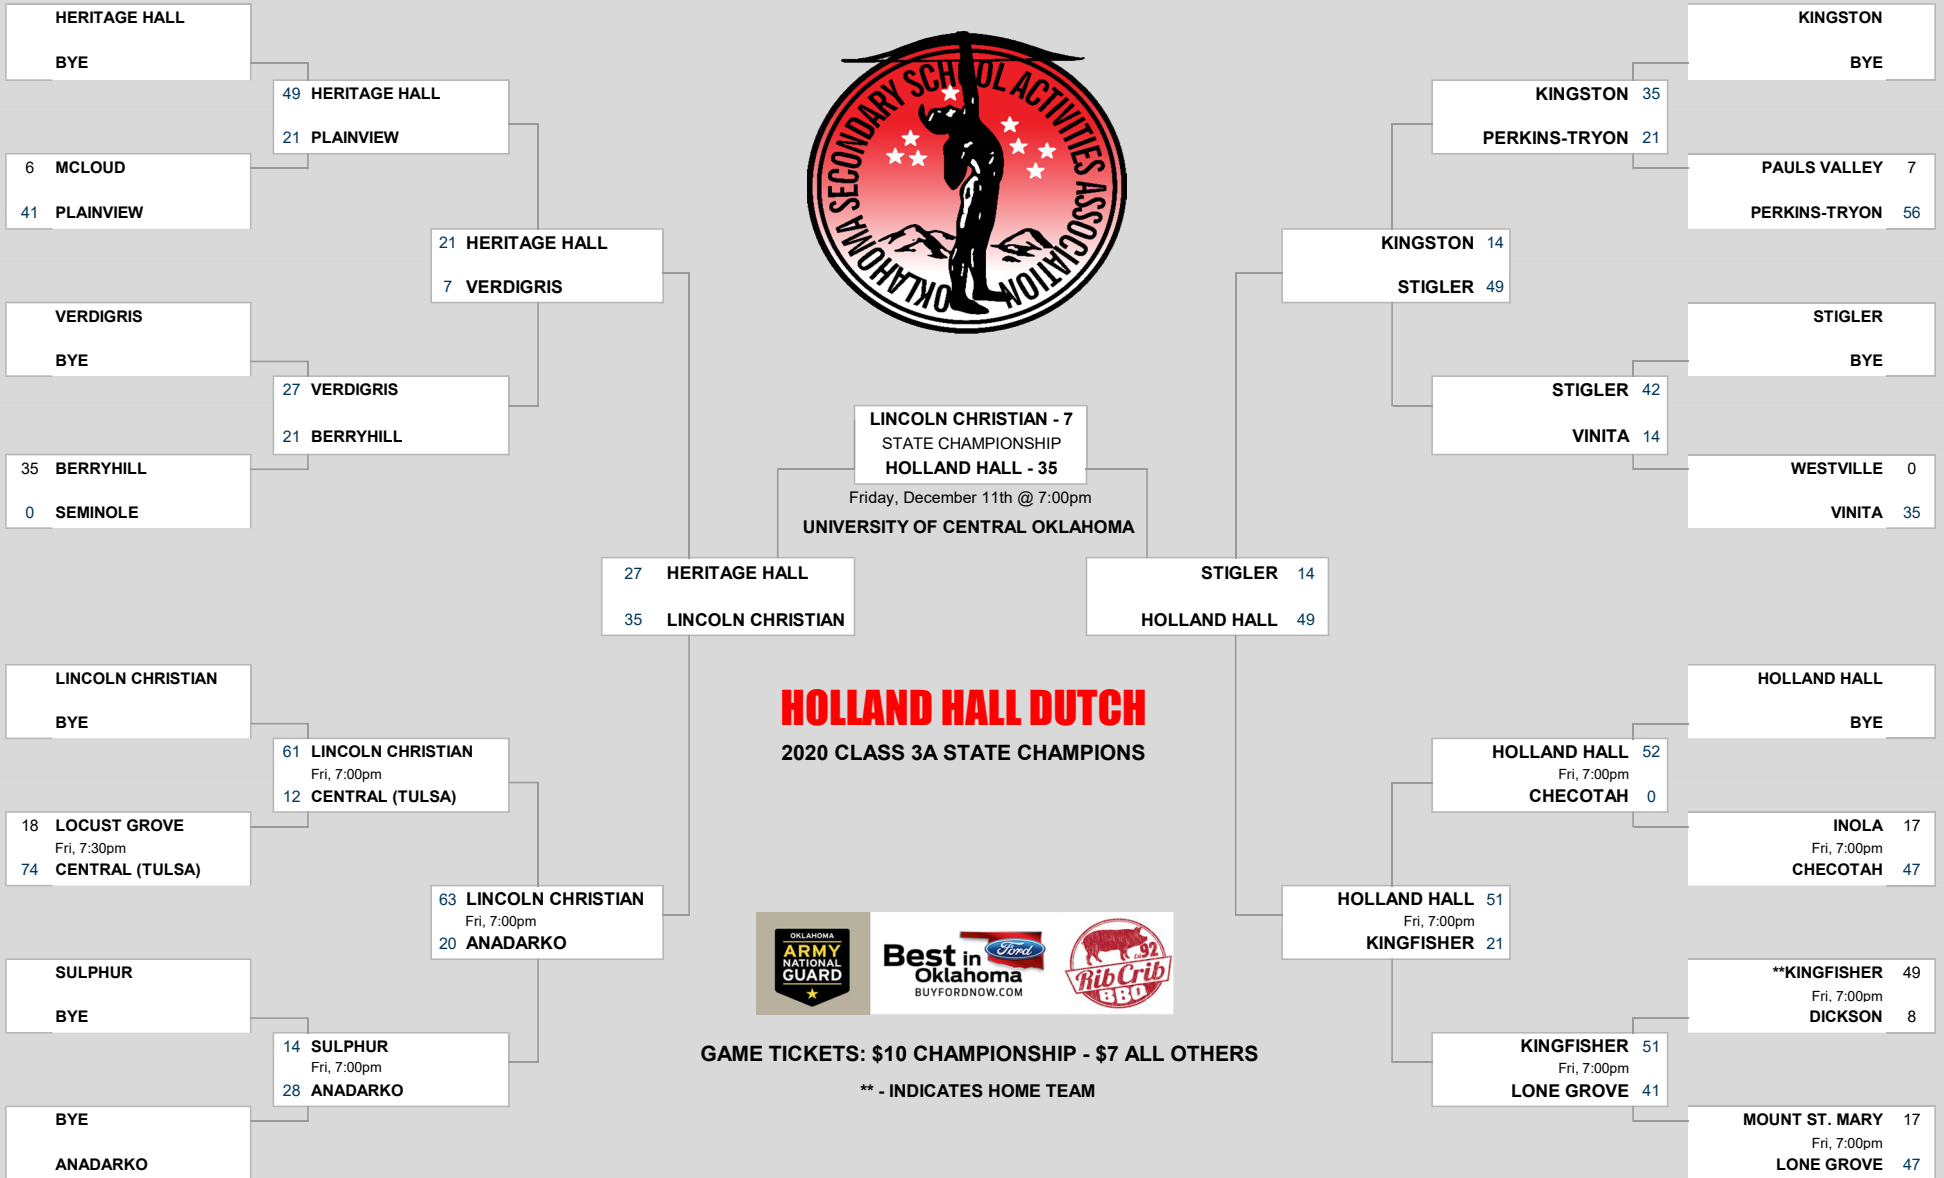 HERITAGE HALL
BYE
49 HERITAGE HALL
21 PLAINVIEW
6 MCLOUD
41 PLAINVIEW
21 HERITAGE HALL
7 VERDIGRIS
VERDIGRIS
BYE
27 VERDIGRIS
21 BERRYHILL
35 BERRYHILL
0 SEMINOLE
27 HERITAGE HALL
35 LINCOLN CHRISTIAN
LINCOLN CHRISTIAN
BYE
61 LINCOLN CHRISTIAN
Fri, 7:00pm
12 CENTRAL (TULSA)
18 LOCUST GROVE
Fri, 7:30pm
74 CENTRAL (TULSA)
63 LINCOLN CHRISTIAN
Fri, 7:00pm
20 ANADARKO
SULPHUR
BYE
14 SULPHUR
Fri, 7:00pm
28 ANADARKO
BYE
ANADARKO
OKLAHOMA SECONDARY SCHOOL ACTIVITIES ASSOCIATION
LINCOLN CHRISTIAN - 7
STATE CHAMPIONSHIP
HOLLAND HALL - 35
Friday, December 11th @ 7:00pm
UNIVERSITY OF CENTRAL OKLAHOMA
HOLLAND HALL DUTCH
2020 CLASS 3A STATE CHAMPIONS
OKLAHOMA
ARMY
NATIONAL
GUARD
Best in
Oklahoma
Ford
BUYFORDNOW.COM
Est 92
Rib Crib
BBQ
GAME TICKETS: $10 CHAMPIONSHIP - $7 ALL OTHERS
** - INDICATES HOME TEAM
KINGSTON
BYE
KINGSTON 35
PERKINS-TRYON 21
PAULS VALLEY 7
PERKINS-TRYON 56
KINGSTON 14
STIGLER 49
STIGLER
BYE
STIGLER 42
VINITA 14
WESTVILLE 0
VINITA 35
STIGLER 14
HOLLAND HALL 49
HOLLAND HALL
BYE
HOLLAND HALL 52
Fri, 7:00pm
CHECOTAH 0
INOLA 17
Fri, 7:00pm
CHECOTAH 47
HOLLAND HALL 51
Fri, 7:00pm
KINGFISHER 21
**KINGFISHER 49
Fri, 7:00pm
DICKSON 8
KINGFISHER 51
Fri, 7:00pm
LONE GROVE 41
MOUNT ST. MARY 17
Fri, 7:00pm
LONE GROVE 47